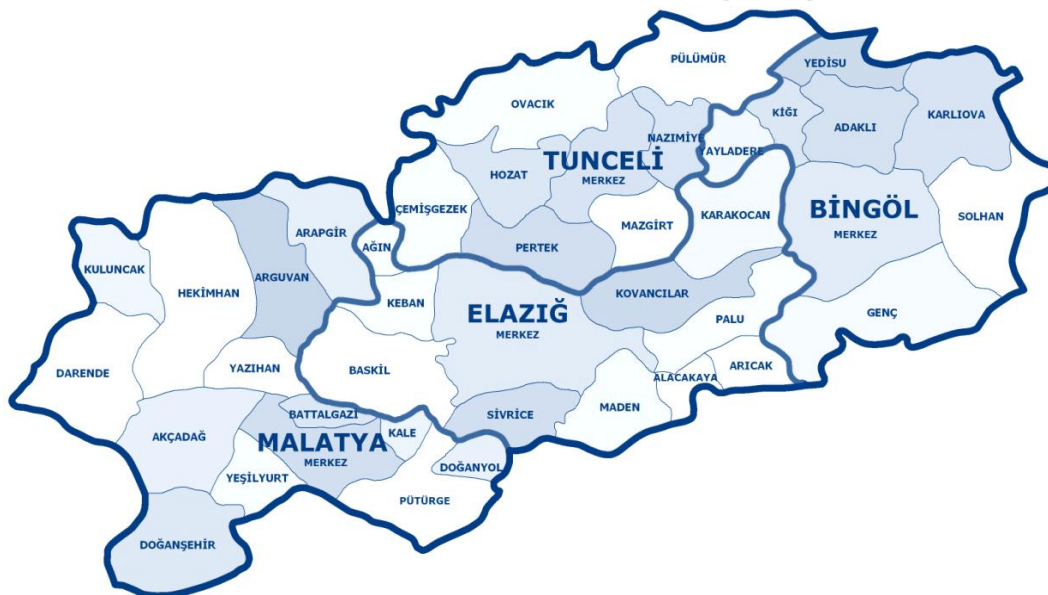 PÜLÜMÜR
YEDİSU
OVACIK
KİĞI
KARLIOVA
ADAKLI
NAZIMİYE
YAYLADERE
TUNCELİ
MERKEZ
HOZAT
ÇEMİŞGEZEK
MAZGİRT
KARAKOCAN
BİNGÖL
MERKEZ
SOLHAN
PERTEK
ARAPGİR
AĞIN
KULUNCAK
ARGUVAN
HEKİMHAN
KEBAN
KOVANCILAR
ELAZIĞ
MERKEZ
PALU
GENÇ
DARENDE
YAZIHAN
BASKİL
ARICAK
ALACAKAYA
MADEN
BATTALGAZİ
SİVRİCE
AKÇADAĞ
MALATYA
MERKEZ
KALE
DOĞANYOL
YEŞİLYURT
PÜTÜRGE
DOĞANŞEHİR